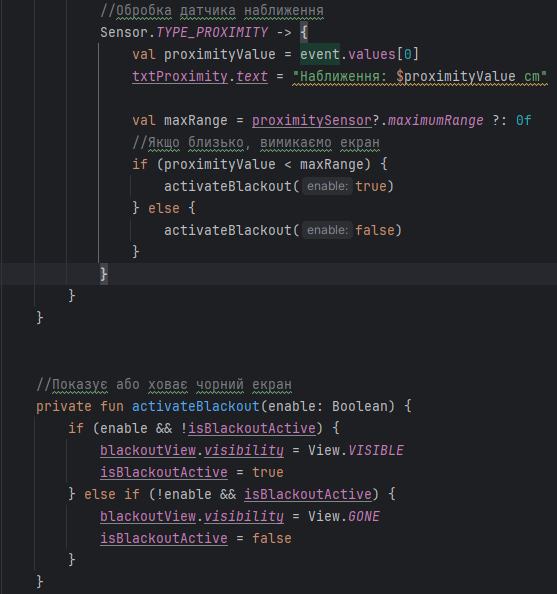 //Обробка датчика наближення
Sensor.TYPE_PROXIMITY -> {
val proximityValue = event.values[0]
txtProximity.text = "Наближення: $proximityValue cm"
val maxRange = proximitySensor?.maximumRange ?: 0f
//Якщо близько, вимикаємо екран
if (proximityValue < maxRange) {
activateBlackout( enable: true)
} else {
activateBlackout( enable: false)
}
}
}
}
//Показує або ховає чорний екран
private fun activateBlackout(enable: Boolean) {
if (enable && !isBlackoutActive) {
blackoutView.visibility = View.VISIBLE
isBlackoutActive = true
} else if (!enable && isBlackoutActive) {
blackoutView.visibility = View.GONE
isBlackoutActive = false
}
}